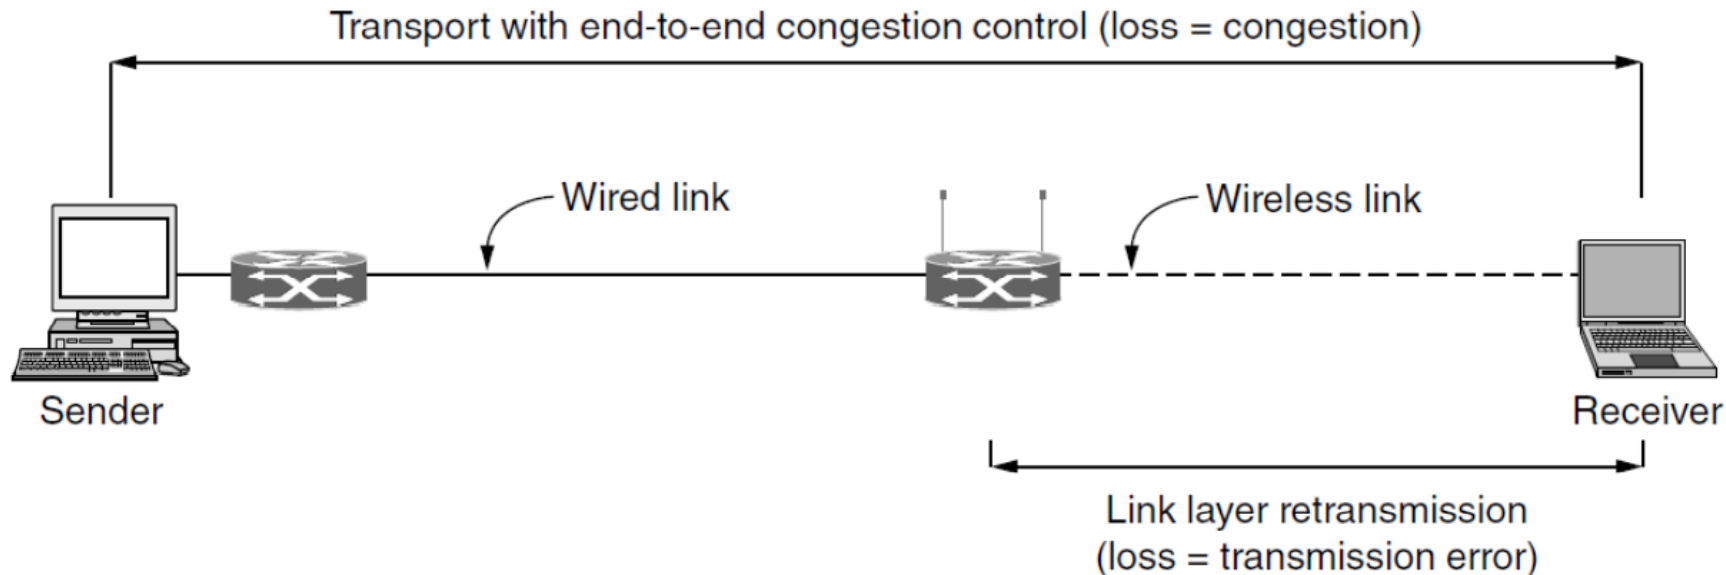 Transport with end-to-end congestion control (loss = congestion)
Wired link
Wireless link
Sender
Receiver
Link layer retransmission
(loss = transmission error)